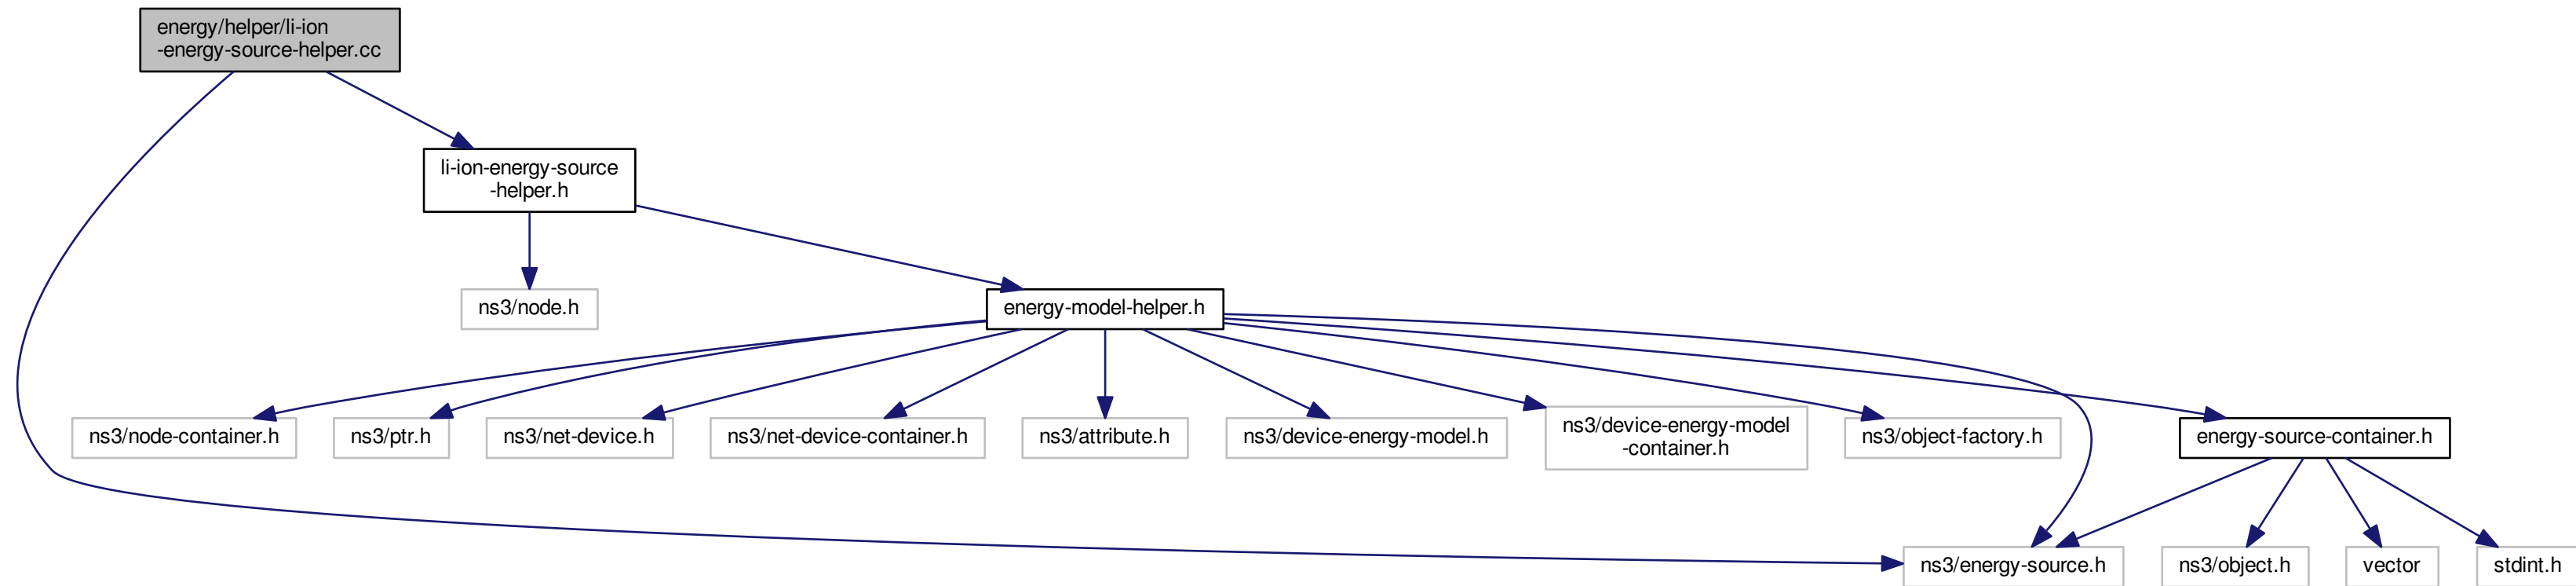 energy/helper/li-ion
-energy-source-helper.cc
li-ion-energy-source
-helper.h
ns3/node.h
energy-model-helper.h
ns3/node-container.h
ns3/ptr.h
ns3/net-device.h
ns3/net-device-container.h
ns3/attribute.h
ns3/device-energy-model.h
ns3/device-energy-model
-container.h
ns3/object-factory.h
energy-source-container.h
ns3/energy-source.h
ns3/object.h
vector
stdint.h